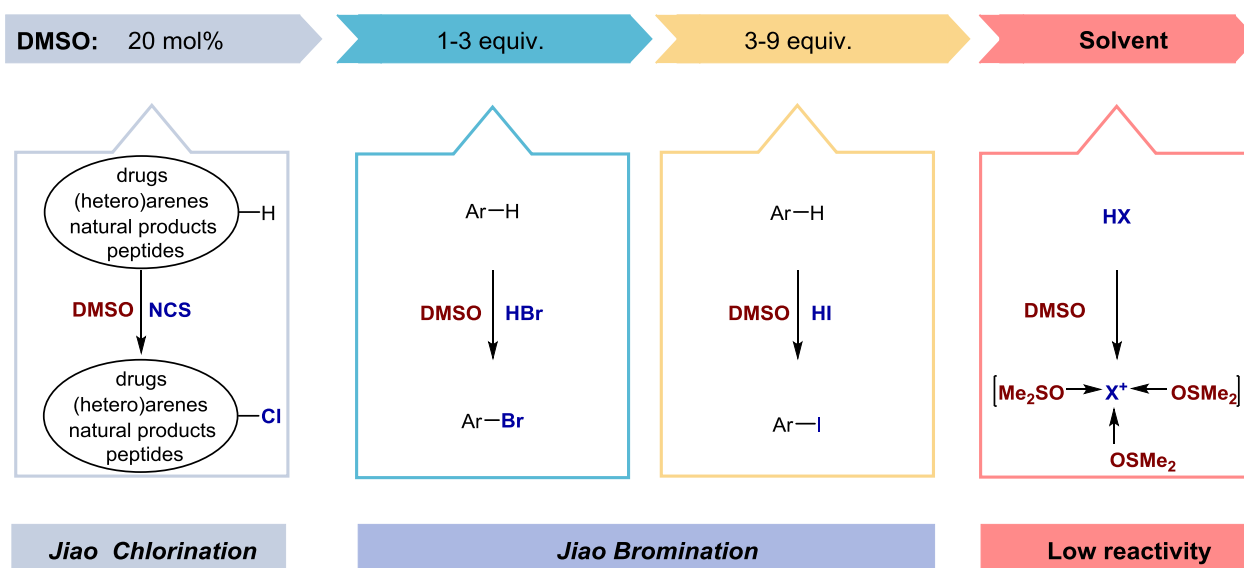 DMSO: 20 mol%
1-3 equiv.
3-9 equiv.
Solvent
drugs
(hetero)arenes
natural products
peptides
H
DMSO NCS
drugs
(hetero)arenes
natural products
peptides
Cl
Ar-H
DMSO HBr
Ar-Br
Ar-H
DMSO HI
Ar-I
HX
DMSO
[Me₂SO X⁺ OSMe₂]
OSMe₂
Jiao Chlorination
Jiao Bromination
Low reactivity